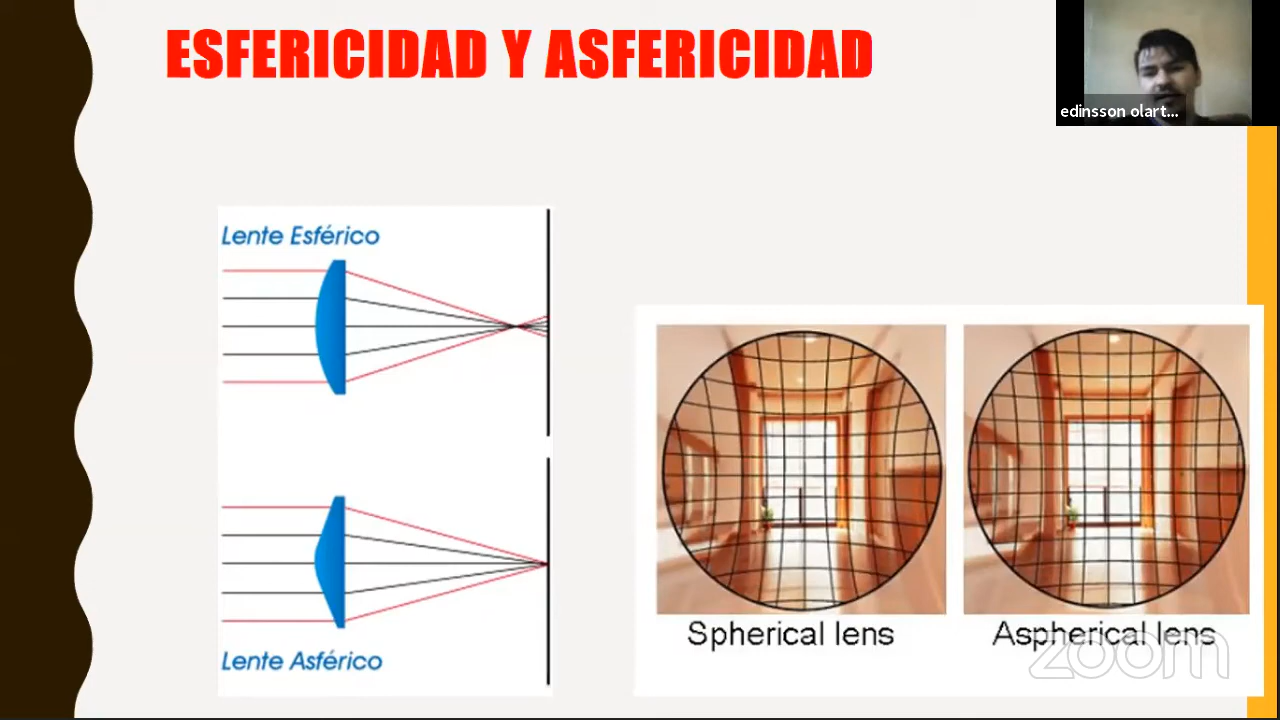 ESFERICIDAD Y ASFERICIDAD
edinsson olart...
Lente Esférico
Lente Asférico
Spherical lens
Aspherical lens
zoom